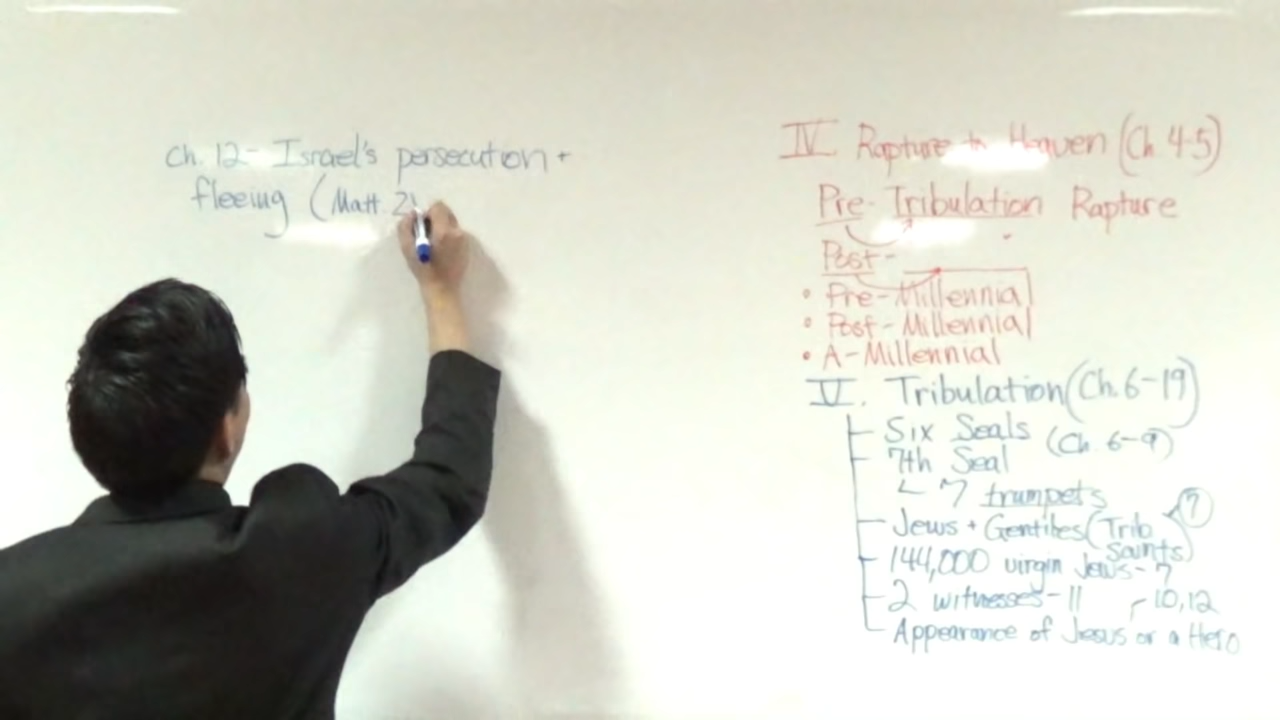 Ch. 12- Israel's persecution +
fleeing (Matt. 24
IV. Rapture to Heaven (Ch. 4-5)
Pre- Tribulation Rapture
Post-
• Pre-Millennial
• Post-Millennial
• A-Millennial
V. Tribulation (Ch. 6-19)
Six Seals (Ch. 6-9)
7th Seal
7 trumpets
Jews + Gentiles (Trib 7
Saints)
144,000 virgin Jews- 7
2 witnesses- 11
10,12
Appearance of Jesus or a Hero